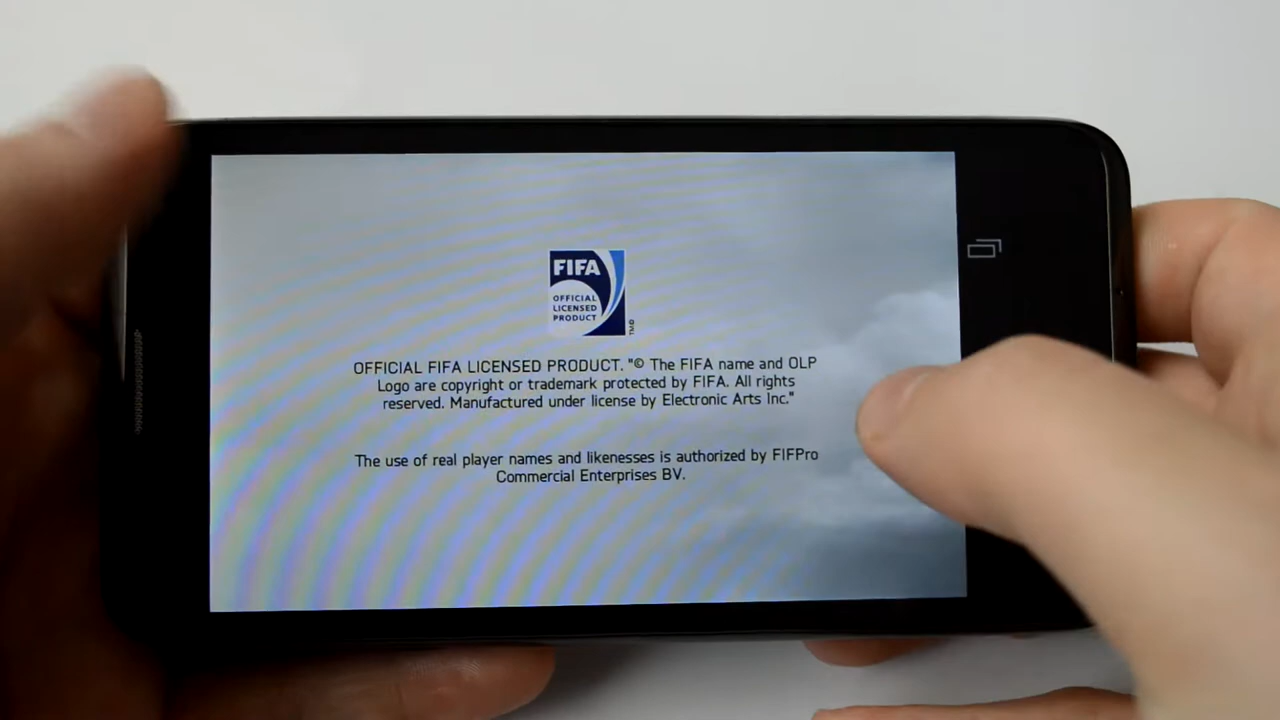 FIFA
OFFICIAL
LICENSED
PRODUCT
TM©
OFFICIAL FIFA LICENSED PRODUCT. "© The FIFA name and OLP
Logo are copyright or trademark protected by FIFA. All rights
reserved. Manufactured under license by Electronic Arts Inc."
The use of real player names and likenesses is authorized by FIFPro
Commercial Enterprises BV.